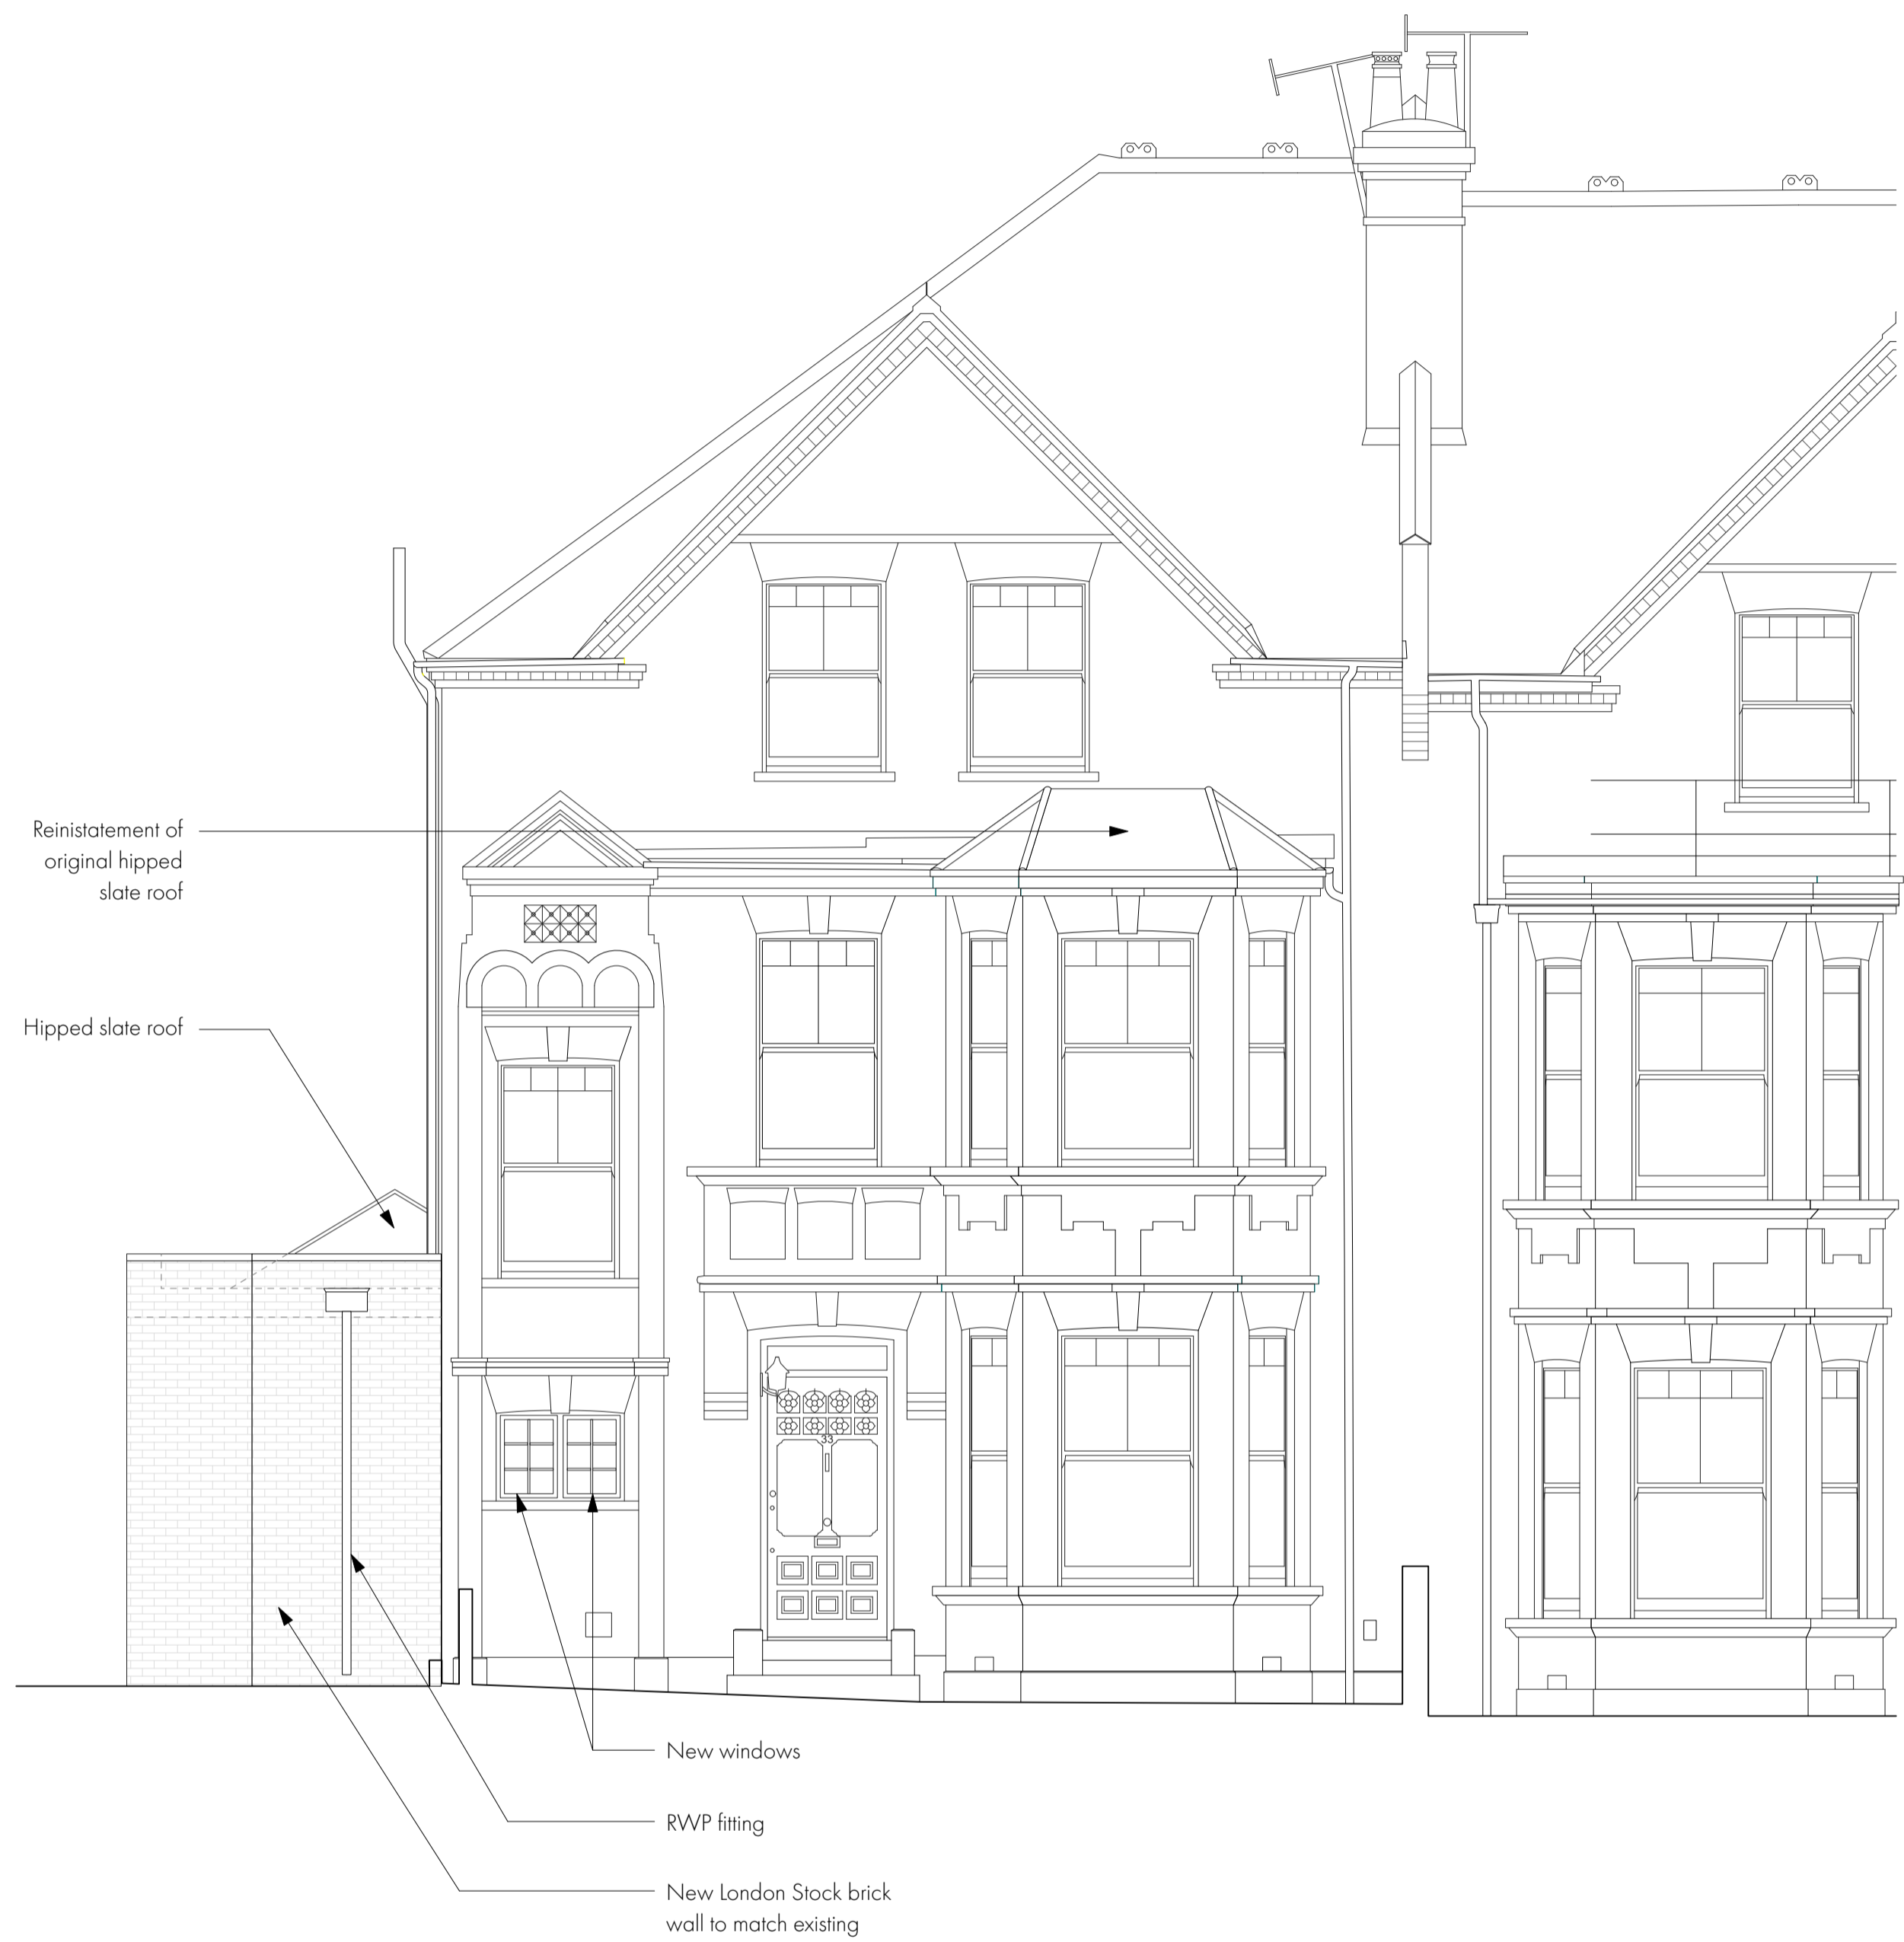 Reinistatement of
original hipped
slate roof
Hipped slate roof
33
New windows
RWP fitting
New London Stock brick
wall to match existing